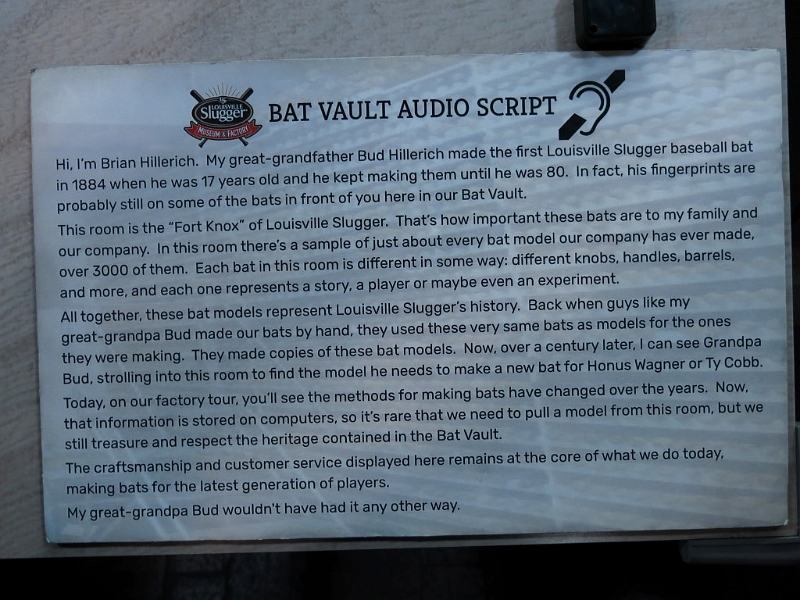 LOUISVILLE
Slugger
MUSEUM & FACTORY
BAT VAULT AUDIO SCRIPT
Hi, I'm Brian Hillerich. My great-grandfather Bud Hillerich made the first Louisville Slugger baseball bat
in 1884 when he was 17 years old and he kept making them until he was 80. In fact, his fingerprints are
probably still on some of the bats in front of you here in our Bat Vault.
This room is the “Fort Knox” of Louisville Slugger. That's how important these bats are to my family and
our company. In this room there's a sample of just about every bat model our company has ever made,
over 3000 of them. Each bat in this room is different in some way: different knobs, handles, barrels,
and more, and each one represents a story, a player or maybe even an experiment.
All together, these bat models represent Louisville Slugger's history. Back when guys like my
great-grandpa Bud made our bats by hand, they used these very same bats as models for the ones
they were making. They made copies of these bat models. Now, over a century later, I can see Grandpa
Bud, strolling into this room to find the model he needs to make a new bat for Honus Wagner or Ty Cobb.
Today, on our factory tour, you'll see the methods for making bats have changed over the years. Now,
that information is stored on computers, so it's rare that we need to pull a model from this room, but we
still treasure and respect the heritage contained in the Bat Vault.
The craftsmanship and customer service displayed here remains at the core of what we do today,
making bats for the latest generation of players.
My great-grandpa Bud wouldn't have had it any other way.